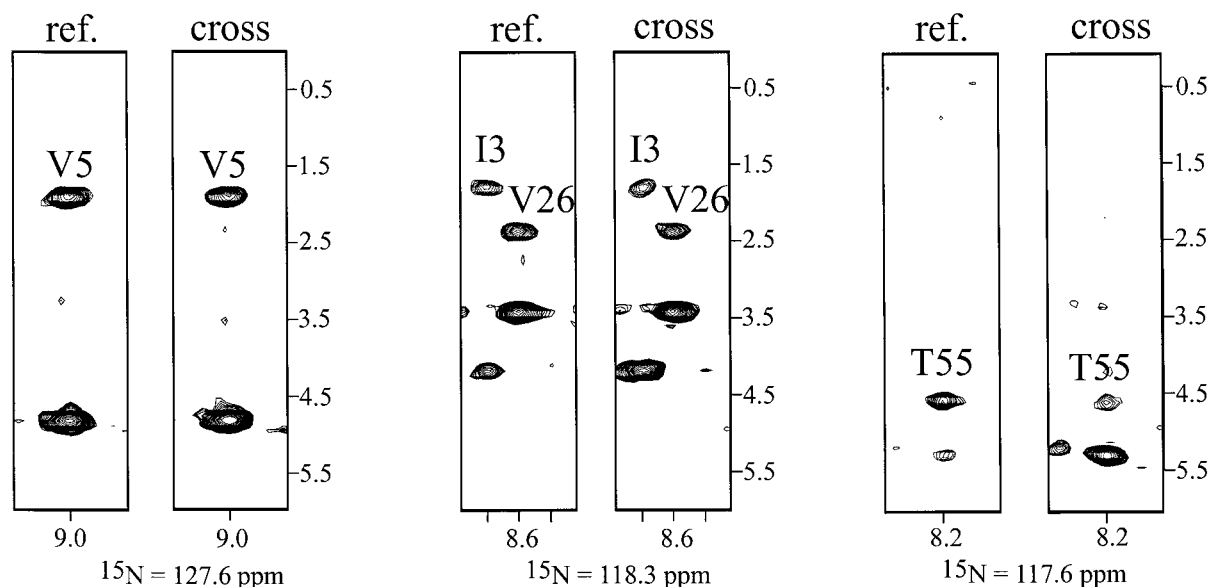 ref. cross
V5 V5
0.5
1.5
2.5
3.5
4.5
5.5
9.0 9.0
15N = 127.6 ppm
ref. cross
I3 I3
V26 V26
0.5
1.5
2.5
3.5
4.5
5.5
8.6 8.6
15N = 118.3 ppm
ref. cross
T55 T55
0.5
1.5
2.5
3.5
4.5
5.5
8.2 8.2
15N = 117.6 ppm